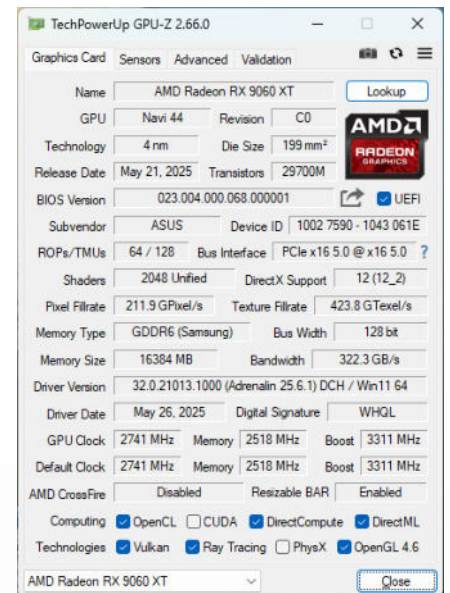 TechPowerUp GPU-Z 2.66.0
Graphics Card Sensors Advanced Validation
Name AMD Radeon RX 9060 XT Lookup
GPU Navi 44 Revision C0
AMD
RADEON
GRAPHICS
Technology 4 nm Die Size 199 mm²
Release Date May 21, 2025 Transistors 29700M
BIOS Version 023.004.000.068.000001 UEFI
Subvendor ASUS Device ID 1002 7590 - 1043 061E
ROPs/TMUs 64 / 128 Bus Interface PCIe x16 5.0 @ x16 5.0 ?
Shaders 2048 Unified DirectX Support 12 (12_2)
Pixel Fillrate 211.9 GPixel/s Texture Fillrate 423.8 GTexel/s
Memory Type GDDR6 (Samsung) Bus Width 128 bit
Memory Size 16384 MB Bandwidth 322.3 GB/s
Driver Version 32.0.21013.1000 (Adrenalin 25.6.1) DCH / Win11 64
Driver Date May 26, 2025 Digital Signature WHQL
GPU Clock 2741 MHz Memory 2518 MHz Boost 3311 MHz
Default Clock 2741 MHz Memory 2518 MHz Boost 3311 MHz
AMD CrossFire Disabled Resizable BAR Enabled
Computing OpenCL CUDA DirectCompute DirectML
Technologies Vulkan Ray Tracing PhysX OpenGL 4.6
AMD Radeon RX 9060 XT Close